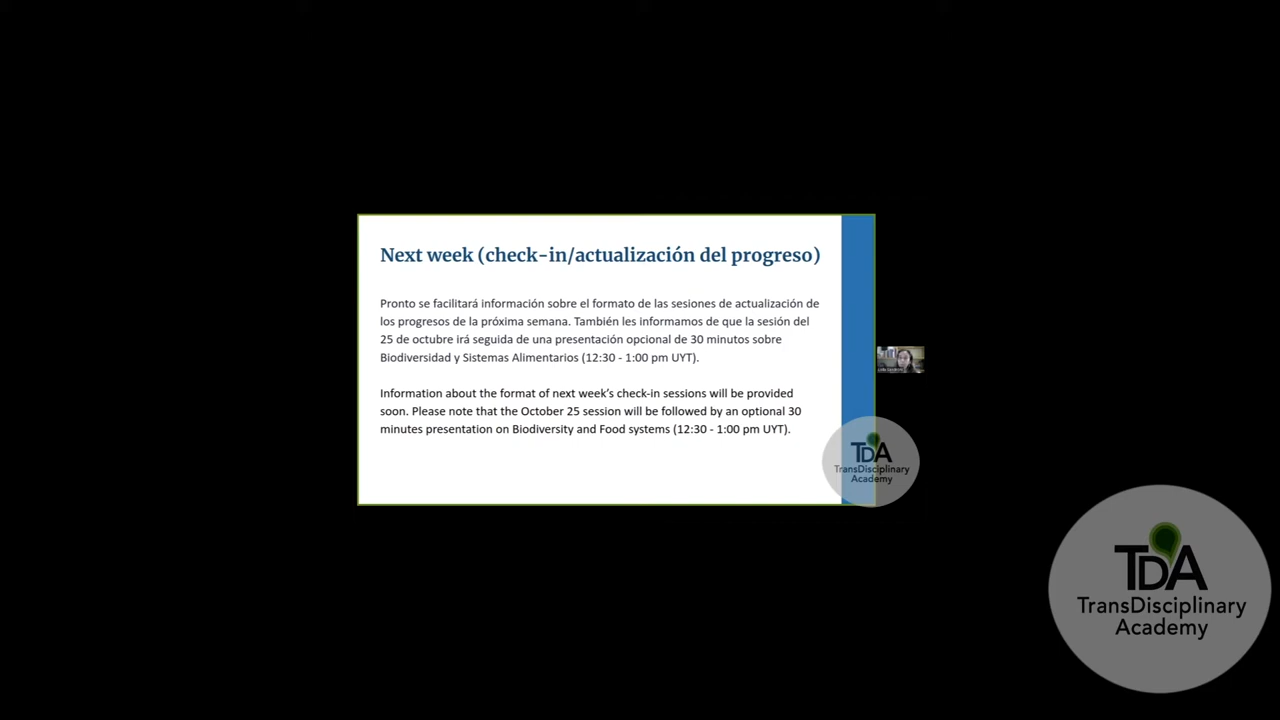 Next week (check-in/actualización del progreso)
Pronto se facilitará información sobre el formato de las sesiones de actualización de
los progresos de la próxima semana. También les informamos de que la sesión del
25 de octubre irá seguida de una presentación opcional de 30 minutos sobre
Biodiversidad y Sistemas Alimentarios (12:30 - 1:00 pm UYT).
Information about the format of next week's check-in sessions will be provided
soon. Please note that the October 25 session will be followed by an optional 30
minutes presentation on Biodiversity and Food systems (12:30 - 1:00 pm UYT).
TDA
TransDisciplinary
Academy
TDA
TransDisciplinary
Academy